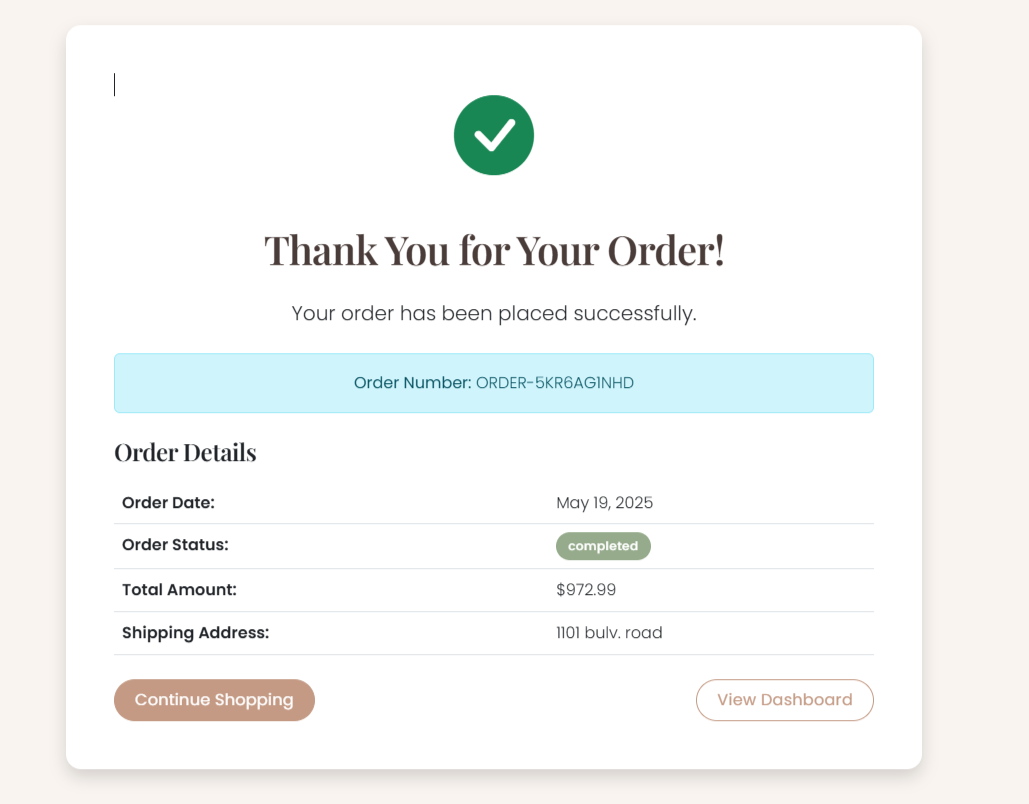 Thank You for Your Order!
Your order has been placed successfully.
Order Number: ORDER-5KR6AG1NHD
Order Details
Order Date: May 19, 2025
Order Status: completed
Total Amount: $972.99
Shipping Address: 1101 bulv. road
Continue Shopping View Dashboard